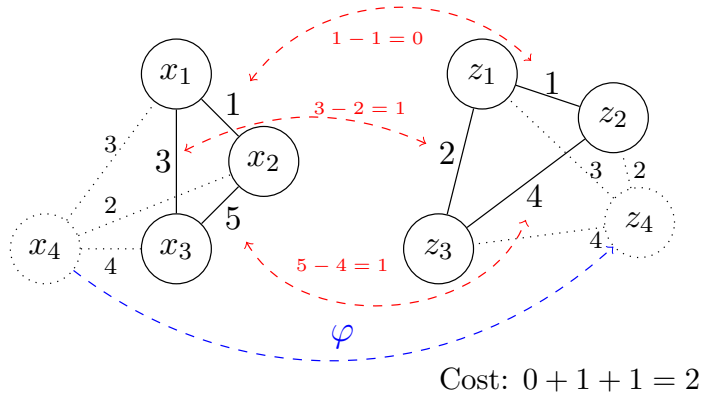 1 − 1 = 0
x₁
z₁
1
1
z₂
3
3 − 2 = 1
3
x₂
2
3
2
2
4
5
z₄
x₄
x₃
z₃
4
4
5 − 4 = 1
φ
Cost: 0 + 1 + 1 = 2